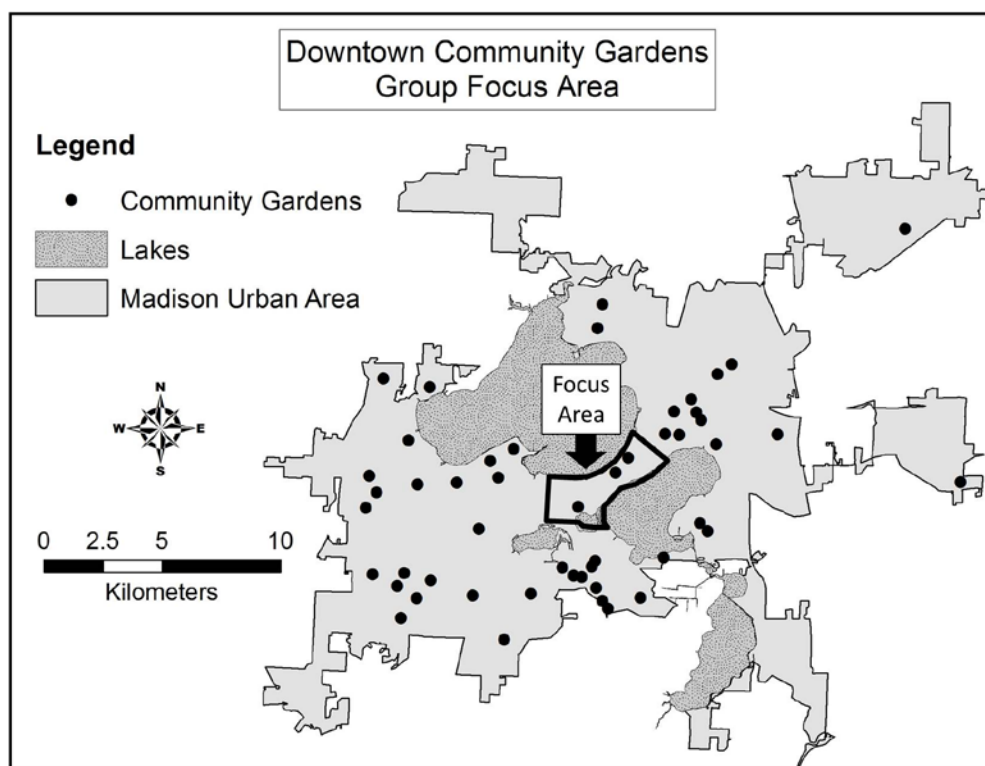 Downtown Community Gardens
Group Focus Area
Legend
Community Gardens
Lakes
Madison Urban Area
Focus
Area
N
W E
S
0 2.5 5 10
Kilometers